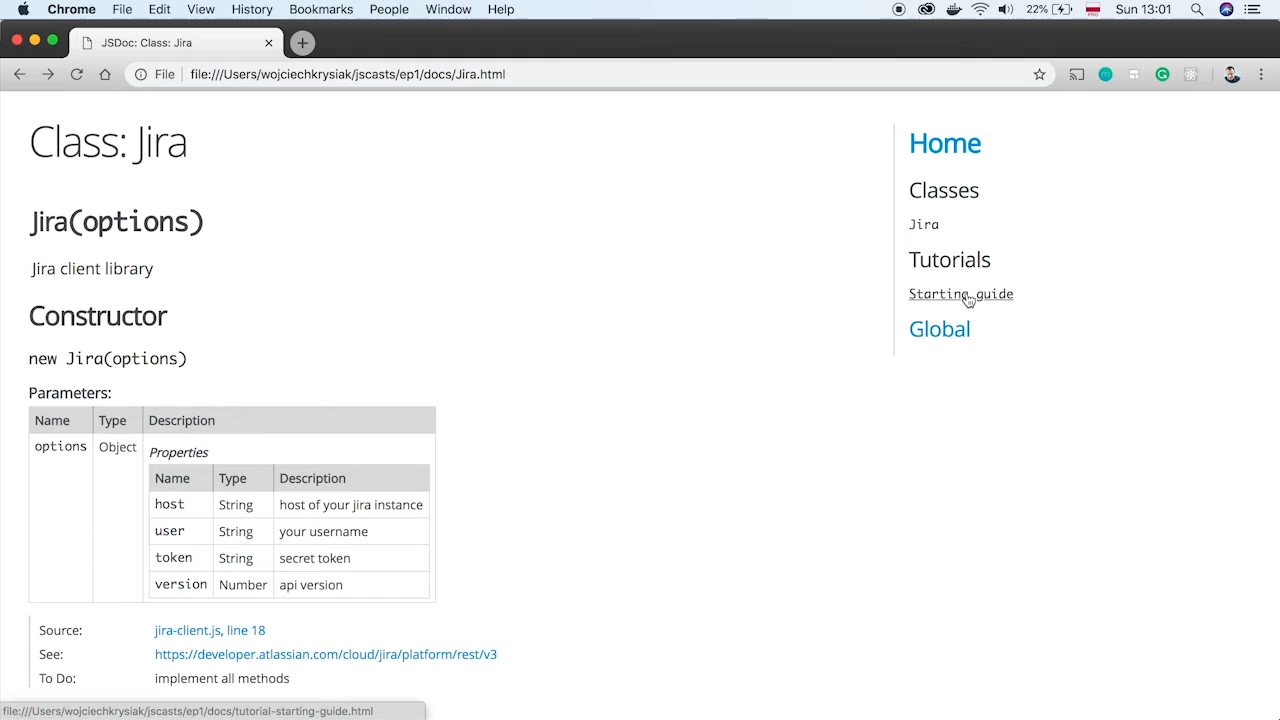 Chrome File Edit View History Bookmarks People Window Help 22% PRO Sun 13:01
JSDoc: Class: Jira
File file:///Users/wojciechkrysiak/jscasts/ep1/docs/Jira.html
Class: Jira
Jira(options)
Jira client library
Constructor
new Jira(options)
Parameters:
Name Type Description
options Object Properties
Name Type Description
host String host of your jira instance
user String your username
token String secret token
version Number api version
Source: jira-client.js, line 18
See: https://developer.atlassian.com/cloud/jira/platform/rest/v3
To Do: implement all methods
Home
Classes
Jira
Tutorials
Starting guide
Global
file:///Users/wojciechkrysiak/jscasts/ep1/docs/tutorial-starting-guide.html